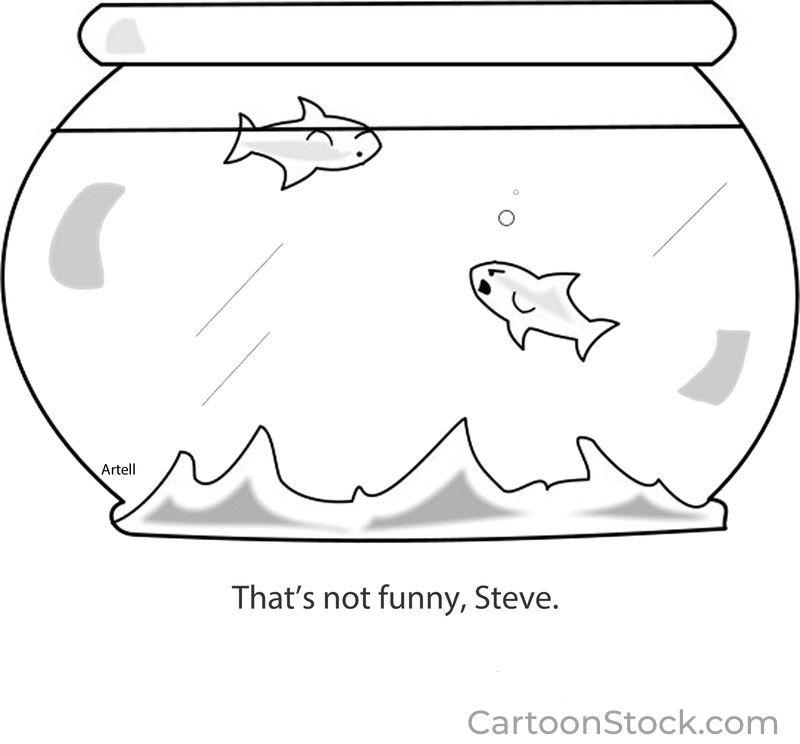 Artell
That’s not funny, Steve.
CartoonStock.com